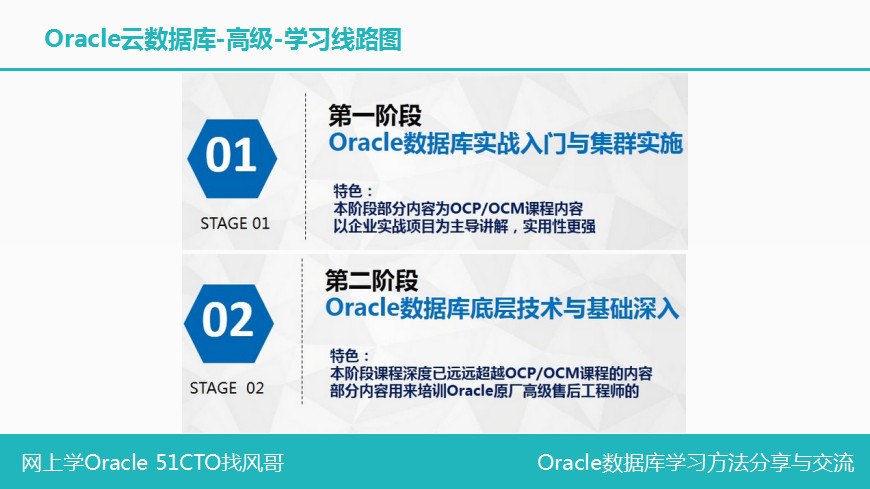 Oracle云数据库-高级-学习线路图
01
STAGE 01
第一阶段
Oracle数据库实战入门与集群实施
特色：
本阶段部分内容为OCP/OCM课程内容
以企业实战项目为主导讲解，实用性更强
02
STAGE 02
第二阶段
Oracle数据库底层技术与基础深入
特色：
本阶段课程深度已远远超越OCP/OCM课程的内容
部分内容用来培训Oracle原厂高级售后工程师的
网上学Oracle 51CTO找风哥
Oracle数据库学习方法分享与交流